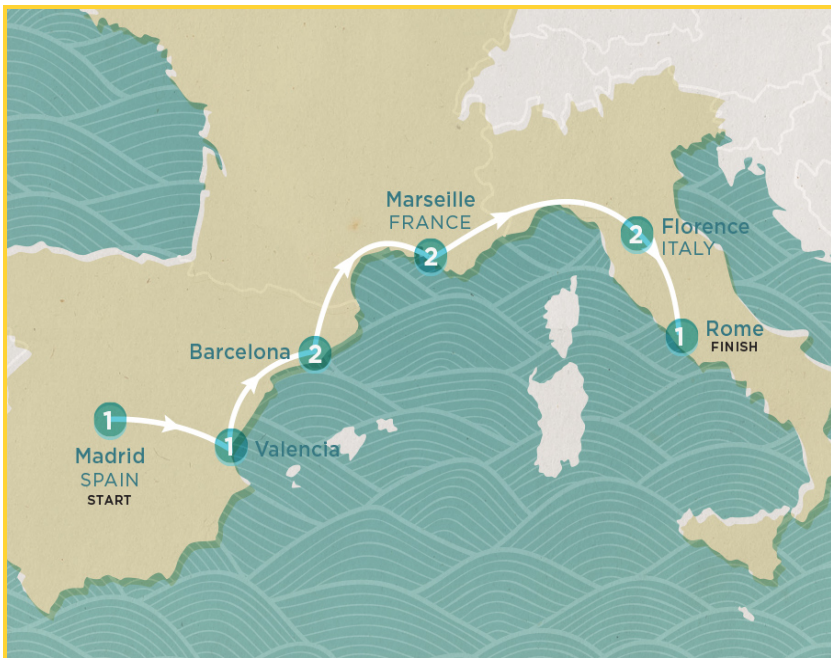 Marseille
FRANCE
2
2
Florence
ITALY
Barcelona
2
1
Rome
FINISH
1
Madrid
SPAIN
START
1
Valencia